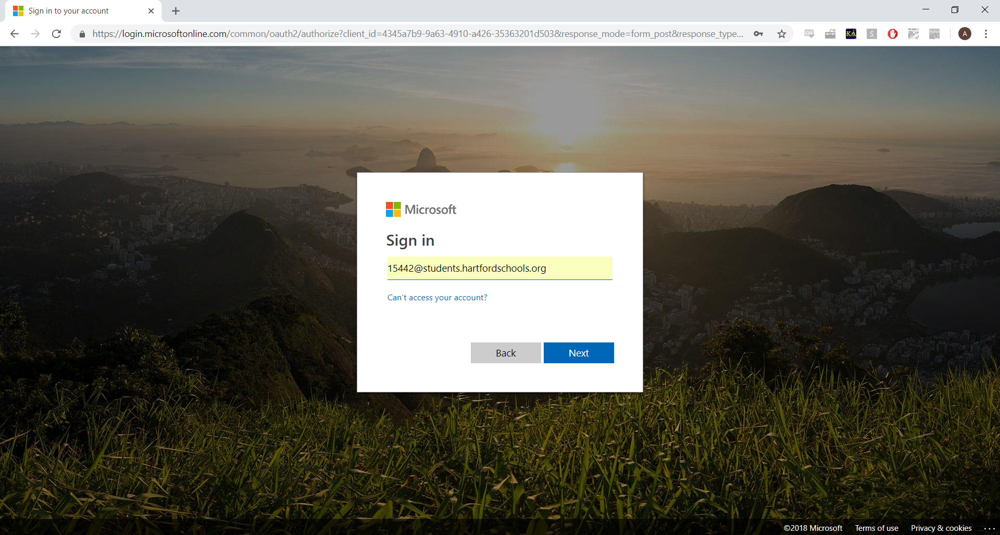 Sign in to your account
https://login.microsoftonline.com/common/oauth2/authorize?client_id=4345a7b9-9a63-4910-a426-35363201d503&response_mode=form_post&response_type...
CSS
KA
S
A
Microsoft
Sign in
15442@students.hartfordschools.org
Can't access your account?
Back
Next
©2018 Microsoft
Terms of use
Privacy & cookies